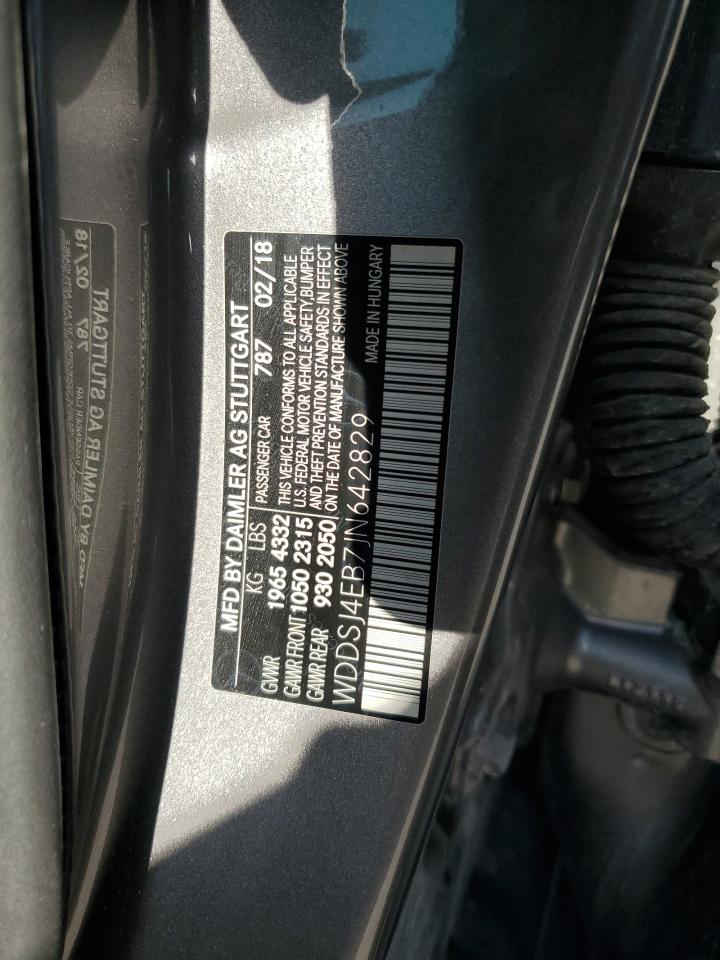 MFD BY DAIMLER AG STUTTGART
KG LBS PASSENGER CAR 787 02/18
GVWR 1965 4332 THIS VEHICLE CONFORMS TO ALL APPLICABLE
GAWR FRONT 1050 2315 U.S. FEDERAL MOTOR VEHICLE SAFETY,BUMPER
GAWR REAR 930 2050 AND THEFT PREVENTION STANDARDS IN EFFECT
ON THE DATE OF MANUFACTURE SHOWN ABOVE
WDDSJ4EB7JN642829 MADE IN HUNGARY